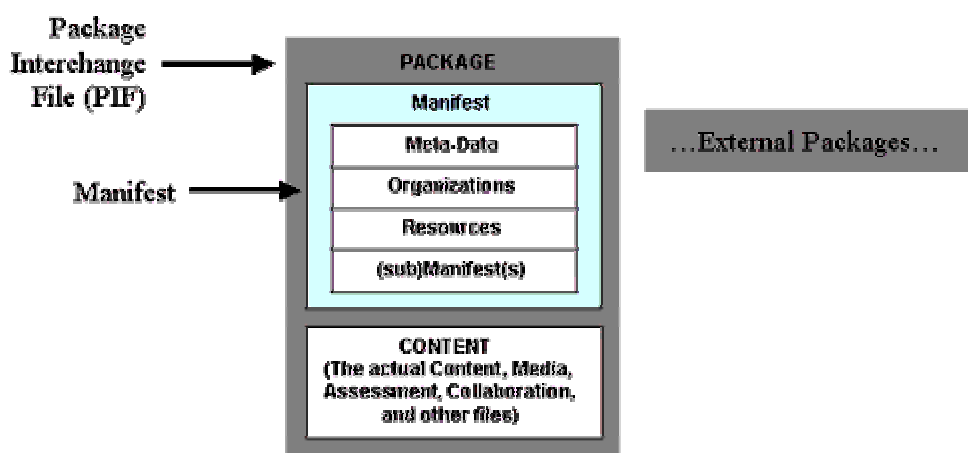 Package
Interchange
File (PIF)
Manifest
PACKAGE
Manifest
Meta-Data
Organizations
Resources
(sub)Manifest(s)
CONTENT
(The actual Content, Media,
Assessment, Collaboration,
and other files)
...External Packages...